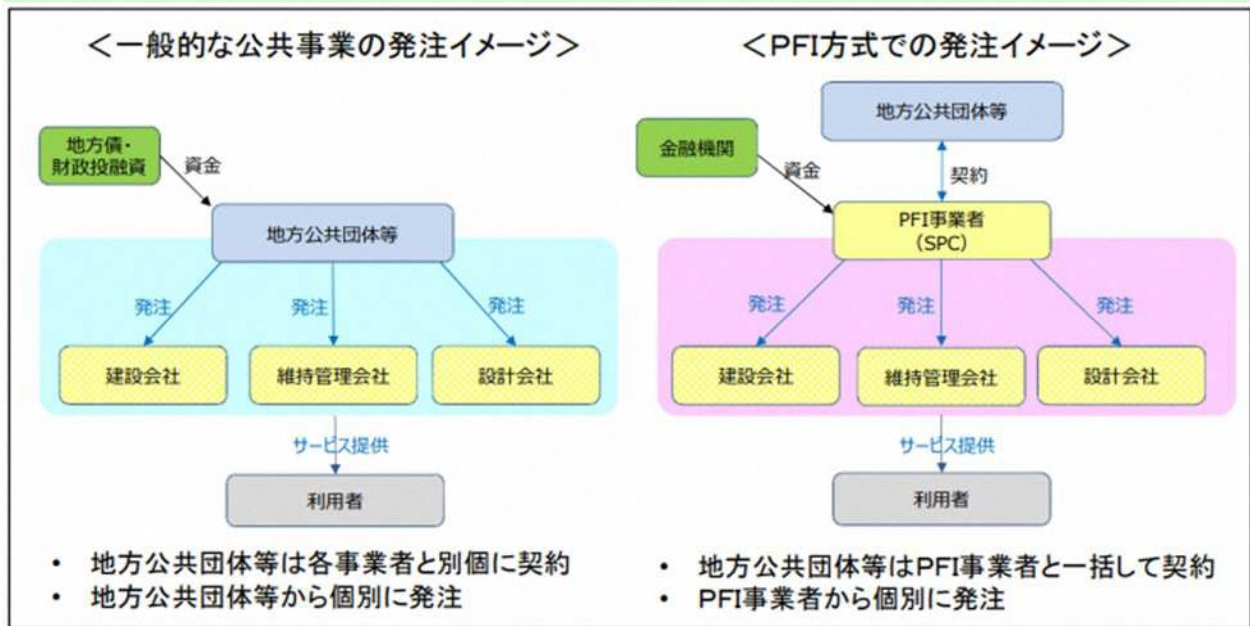 ＜一般的な公共事業の発注イメージ＞
地方債・
財政投融資
資金
地方公共団体等
発注
発注
発注
建設会社
維持管理会社
設計会社
サービス提供
利用者
・ 地方公共団体等は各事業者と別個に契約
・ 地方公共団体等から個別に発注
＜PFI方式での発注イメージ＞
地方公共団体等
金融機関
資金
契約
PFI事業者
（SPC）
発注
発注
発注
建設会社
維持管理会社
設計会社
サービス提供
利用者
・ 地方公共団体等はPFI事業者と一括して契約
・ PFI事業者から個別に発注